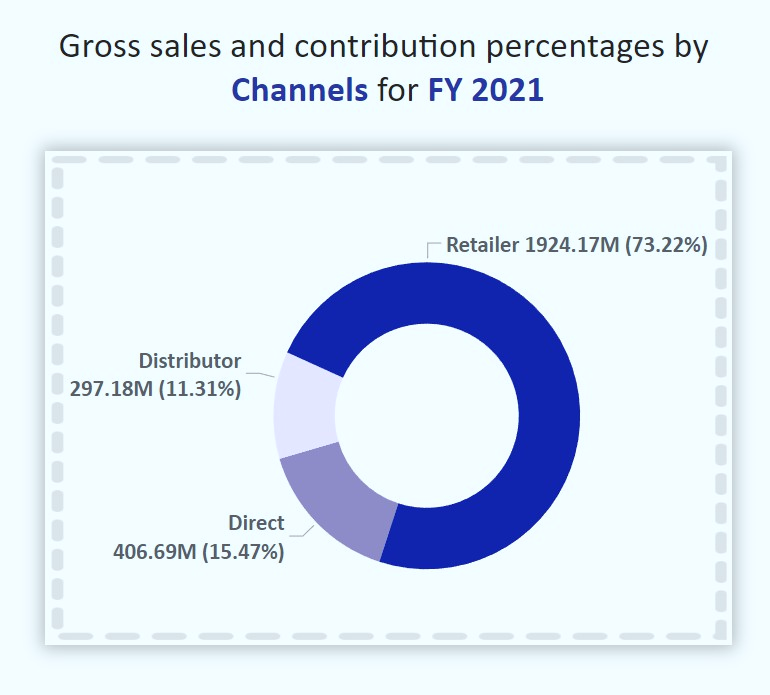 Gross sales and contribution percentages by
Channels for FY 2021
Retailer 1924.17M (73.22%)
Distributor
297.18M (11.31%)
Direct
406.69M (15.47%)